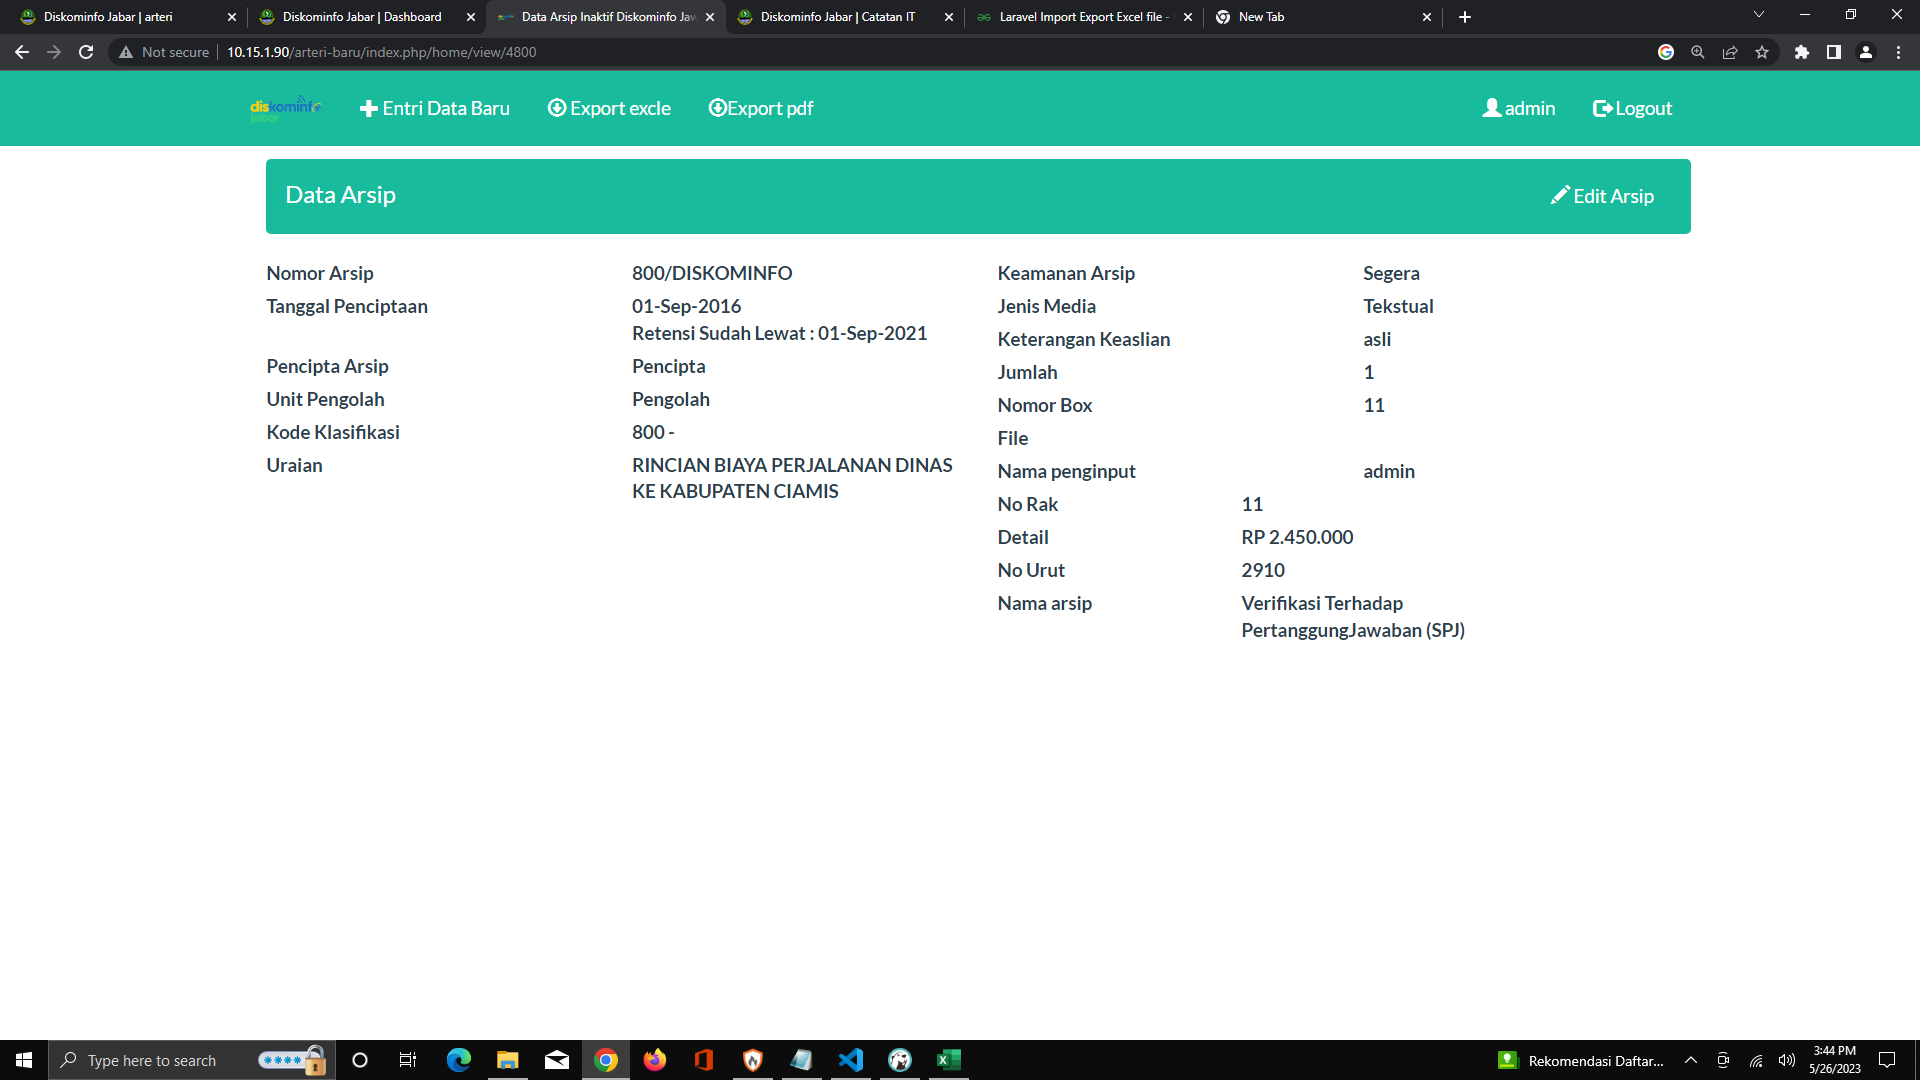 Diskominfo Jabar | arteri
Diskominfo Jabar | Dashboard
Data Arsip Inaktif Diskominfo Jaw
Diskominfo Jabar | Catatan IT
Laravel Import Export Excel file -
New Tab
Not secure
10.15.1.90/arteri-baru/index.php/home/view/4800
diskominfo
jabar
Entri Data Baru
Export excle
Export pdf
admin
Logout
Data Arsip
Edit Arsip
Nomor Arsip
800/DISKOMINFO
Tanggal Penciptaan
01-Sep-2016
Retensi Sudah Lewat : 01-Sep-2021
Pencipta Arsip
Pencipta
Unit Pengolah
Pengolah
Kode Klasifikasi
800 -
Uraian
RINCIAN BIAYA PERJALANAN DINAS
KE KABUPATEN CIAMIS
Keamanan Arsip
Segera
Jenis Media
Tekstual
Keterangan Keaslian
asli
Jumlah
1
Nomor Box
11
File
Nama penginput
admin
No Rak
11
Detail
RP 2.450.000
No Urut
2910
Nama arsip
Verifikasi Terhadap
PertanggungJawaban (SPJ)
Type here to search
Rekomendasi Daftar...
3:44 PM
5/26/2023